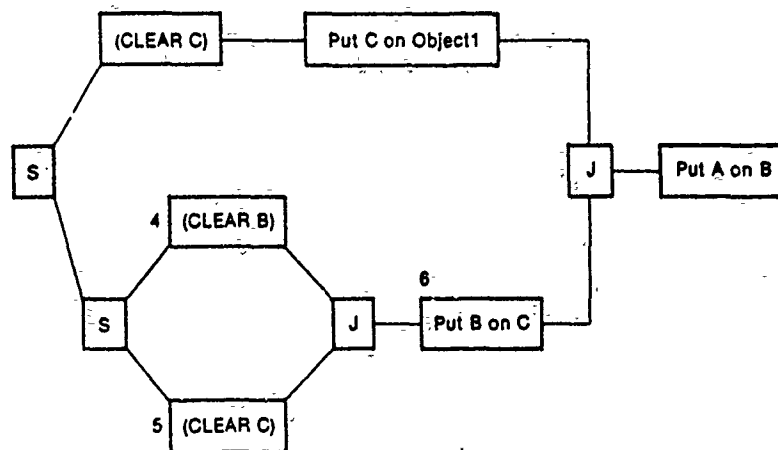 (CLEAR C)
Put C on Object1
S
J
Put A on B
4
(CLEAR B)
6
S
J
Put B on C
5
(CLEAR C)